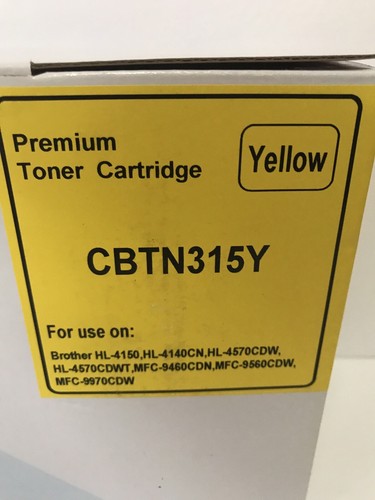 Premium
Toner Cartridge
Yellow
CBTN315Y
For use on:
Brother HL-4150,HL-4140CN,HL-4570CDW,
HL-4570CDWT,MFC-9460CDN,MFC-9560CDW,
MFC-9970CDW